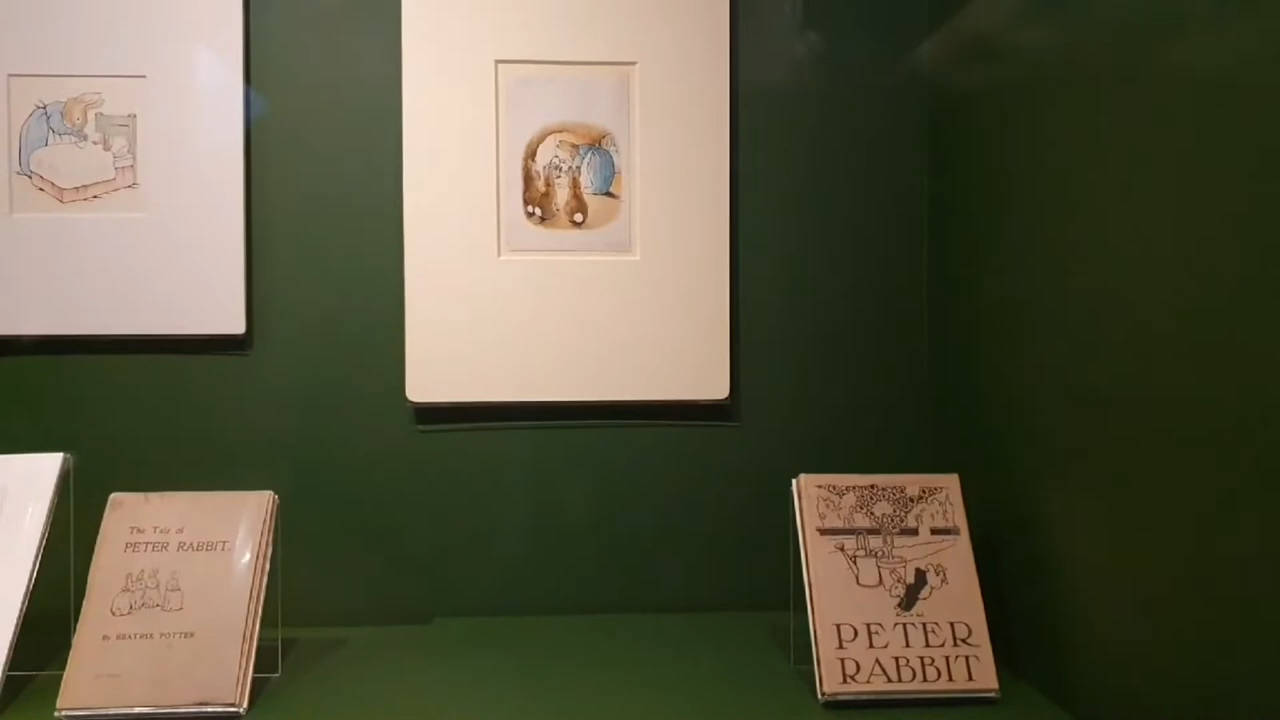 The Tale of
PETER RABBIT.
By BEATRIX POTTER
PETER
RABBIT